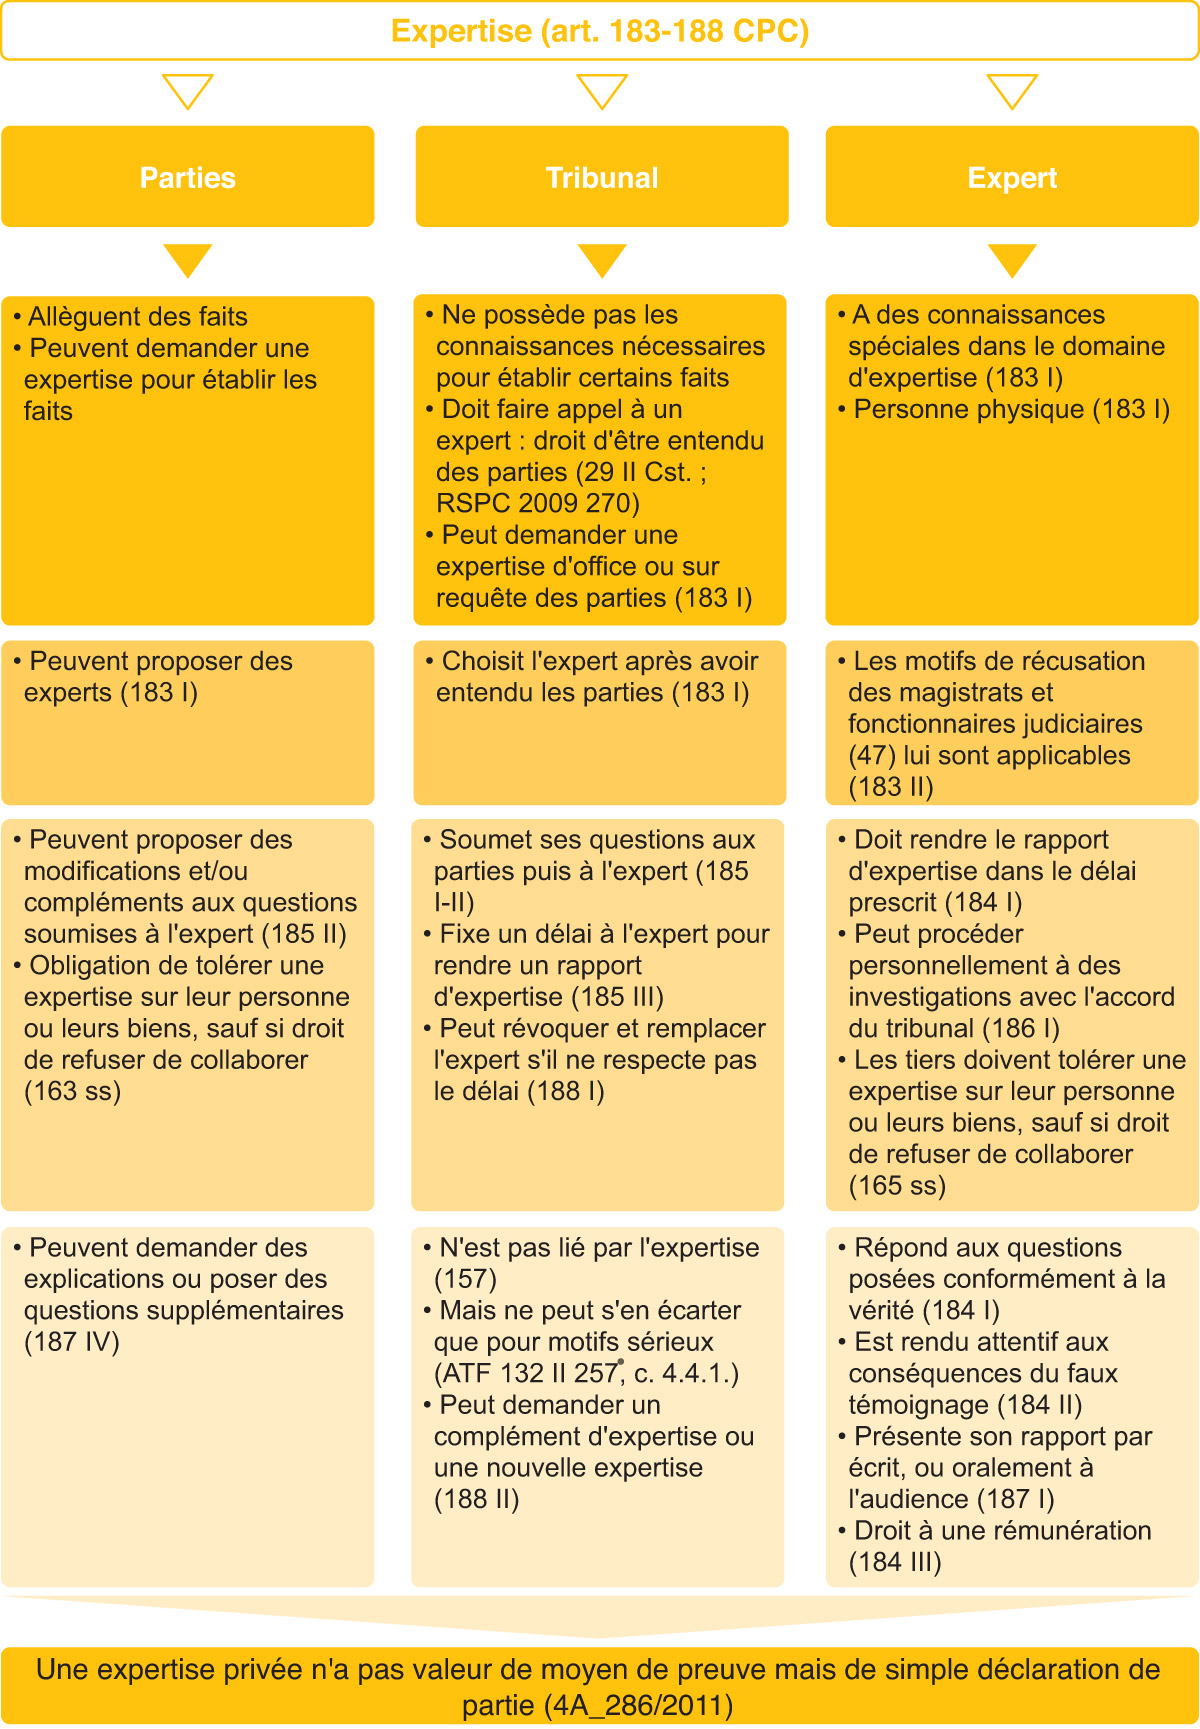 Expertise (art. 183-188 CPC)
Parties
Tribunal
Expert
• Allèguent des faits
• Peuvent demander une
expertise pour établir les
faits
• Ne possède pas les
connaissances nécessaires
pour établir certains faits
• Doit faire appel à un
expert : droit d'être entendu
des parties (29 II Cst. ;
RSPC 2009 270)
• Peut demander une
expertise d'office ou sur
requête des parties (183 I)
• A des connaissances
spéciales dans le domaine
d'expertise (183 I)
• Personne physique (183 I)
• Peuvent proposer des
experts (183 I)
• Choisit l'expert après avoir
entendu les parties (183 I)
• Les motifs de récusation
des magistrats et
fonctionnaires judiciaires
(47) lui sont applicables
(183 II)
• Peuvent proposer des
modifications et/ou
compléments aux questions
soumises à l'expert (185 II)
• Obligation de tolérer une
expertise sur leur personne
ou leurs biens, sauf si droit
de refuser de collaborer
(163 ss)
• Soumet ses questions aux
parties puis à l'expert (185
I-II)
• Fixe un délai à l'expert pour
rendre un rapport
d'expertise (185 III)
• Peut révoquer et remplacer
l'expert s'il ne respecte pas
le délai (188 I)
• Doit rendre le rapport
d'expertise dans le délai
prescrit (184 I)
• Peut procéder
personnellement à des
investigations avec l'accord
du tribunal (186 I)
• Les tiers doivent tolérer une
expertise sur leur personne
ou leurs biens, sauf si droit
de refuser de collaborer
(165 ss)
• Peuvent demander des
explications ou poser des
questions supplémentaires
(187 IV)
• N'est pas lié par l'expertise
(157)
• Mais ne peut s'en écarter
que pour motifs sérieux
(ATF 132 II 257, c. 4.4.1.)
• Peut demander un
complément d'expertise ou
une nouvelle expertise
(188 II)
• Répond aux questions
posées conformément à la
vérité (184 I)
• Est rendu attentif aux
conséquences du faux
témoignage (184 II)
• Présente son rapport par
écrit, ou oralement à
l'audience (187 I)
• Droit à une rémunération
(184 III)
Une expertise privée n'a pas valeur de moyen de preuve mais de simple déclaration de
partie (4A_286/2011)